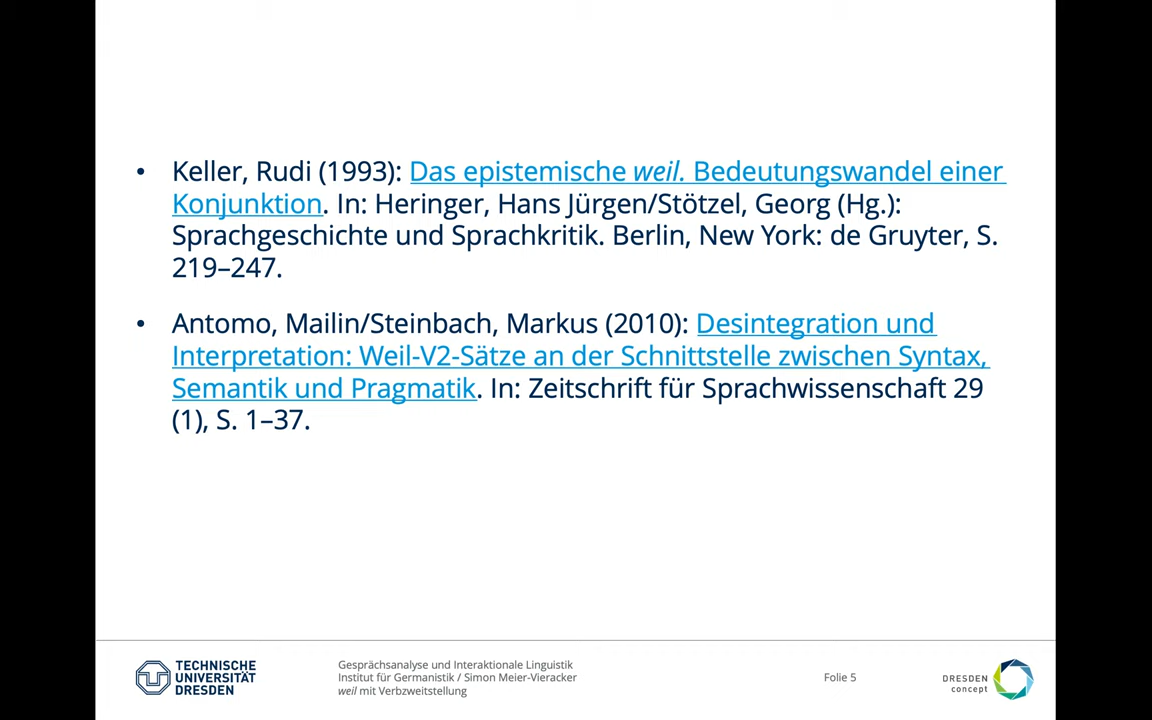 • Keller, Rudi (1993): Das epistemische weil. Bedeutungswandel einer
Konjunktion. In: Heringer, Hans Jürgen/Stötzel, Georg (Hg.):
Sprachgeschichte und Sprachkritik. Berlin, New York: de Gruyter, S.
219–247.
• Antomo, Mailin/Steinbach, Markus (2010): Desintegration und
Interpretation: Weil-V2-Sätze an der Schnittstelle zwischen Syntax,
Semantik und Pragmatik. In: Zeitschrift für Sprachwissenschaft 29
(1), S. 1–37.
TECHNISCHE
UNIVERSITÄT
DRESDEN
Gesprächsanalyse und Interaktionale Linguistik
Institut für Germanistik / Simon Meier-Vieracker
weil mit Verbzweitstellung
Folie 5
DRESDEN
concept